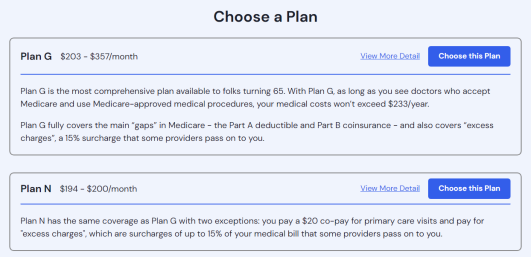 Choose a Plan
Plan G $203 - $357/month View More Detail Choose this Plan
Plan G is the most comprehensive plan available to folks turning 65. With Plan G, as long as you see doctors who accept
Medicare and use Medicare-approved medical procedures, your medical costs won't exceed $233/year.
Plan G fully covers the main "gaps" in Medicare - the Part A deductible and Part B coinsurance - and also covers "excess
charges", a 15% surcharge that some providers pass on to you.
Plan N $194 - $200/month View More Detail Choose this Plan
Plan N has the same coverage as Plan G with two exceptions: you pay a $20 co-pay for primary care visits and pay for
"excess charges", which are surcharges of up to 15% of your medical bill that some providers pass on to you.